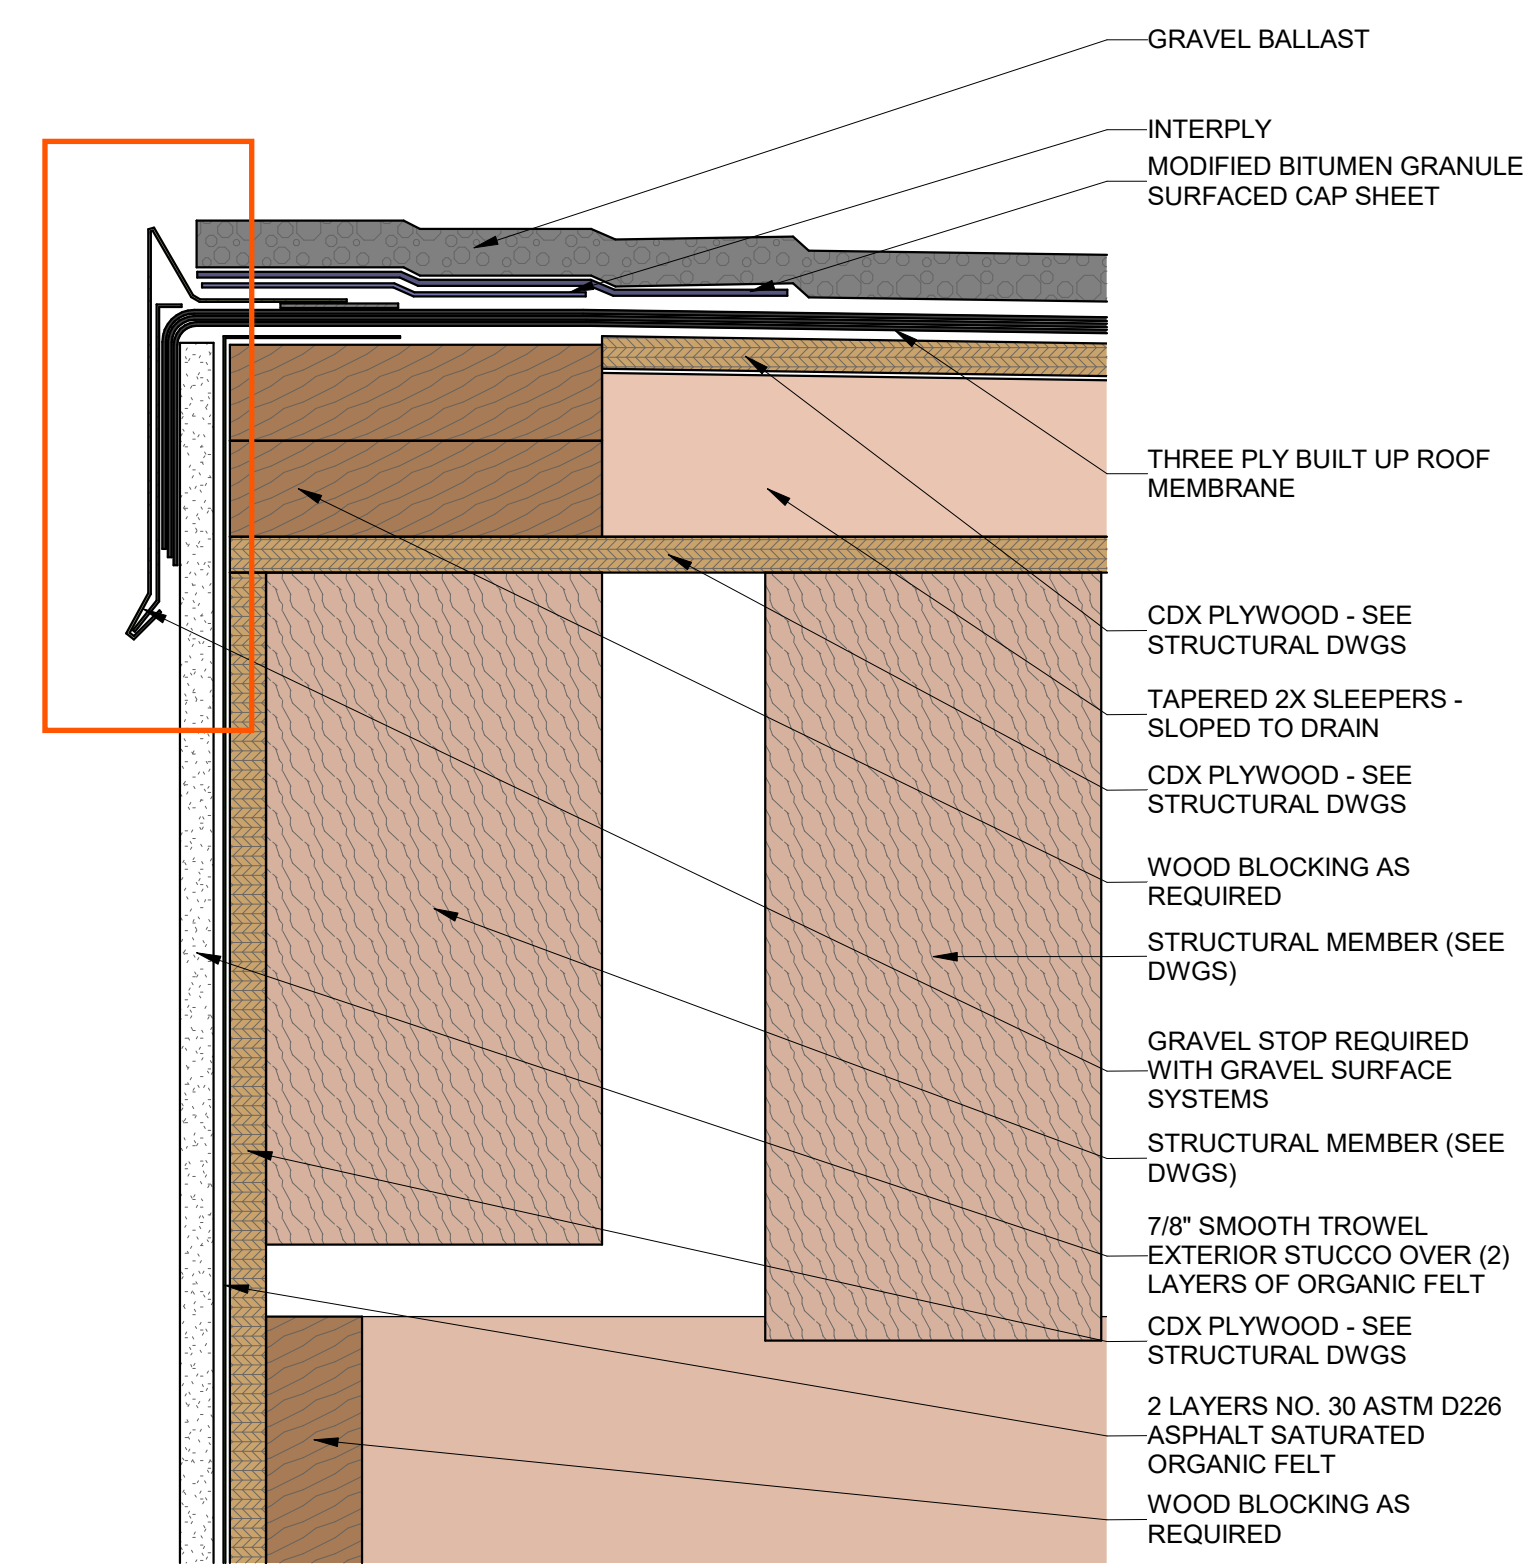 GRAVEL BALLAST
INTERPLY
MODIFIED BITUMEN GRANULE
SURFACED CAP SHEET
THREE PLY BUILT UP ROOF
MEMBRANE
CDX PLYWOOD - SEE
STRUCTURAL DWGS
TAPERED 2X SLEEPERS -
SLOPED TO DRAIN
CDX PLYWOOD - SEE
STRUCTURAL DWGS
WOOD BLOCKING AS
REQUIRED
STRUCTURAL MEMBER (SEE
DWGS)
GRAVEL STOP REQUIRED
WITH GRAVEL SURFACE
SYSTEMS
STRUCTURAL MEMBER (SEE
DWGS)
7/8" SMOOTH TROWEL
EXTERIOR STUCCO OVER (2)
LAYERS OF ORGANIC FELT
CDX PLYWOOD - SEE
STRUCTURAL DWGS
2 LAYERS NO. 30 ASTM D226
ASPHALT SATURATED
ORGANIC FELT
WOOD BLOCKING AS
REQUIRED